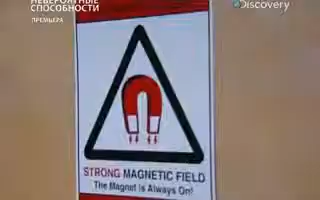 НЕВЕРОЯТНЫЕ
СПОСОБНОСТИ
ПРЕМЬЕРА
Discovery
STRONG MAGNETIC FIELD
The Magnet is Always On!